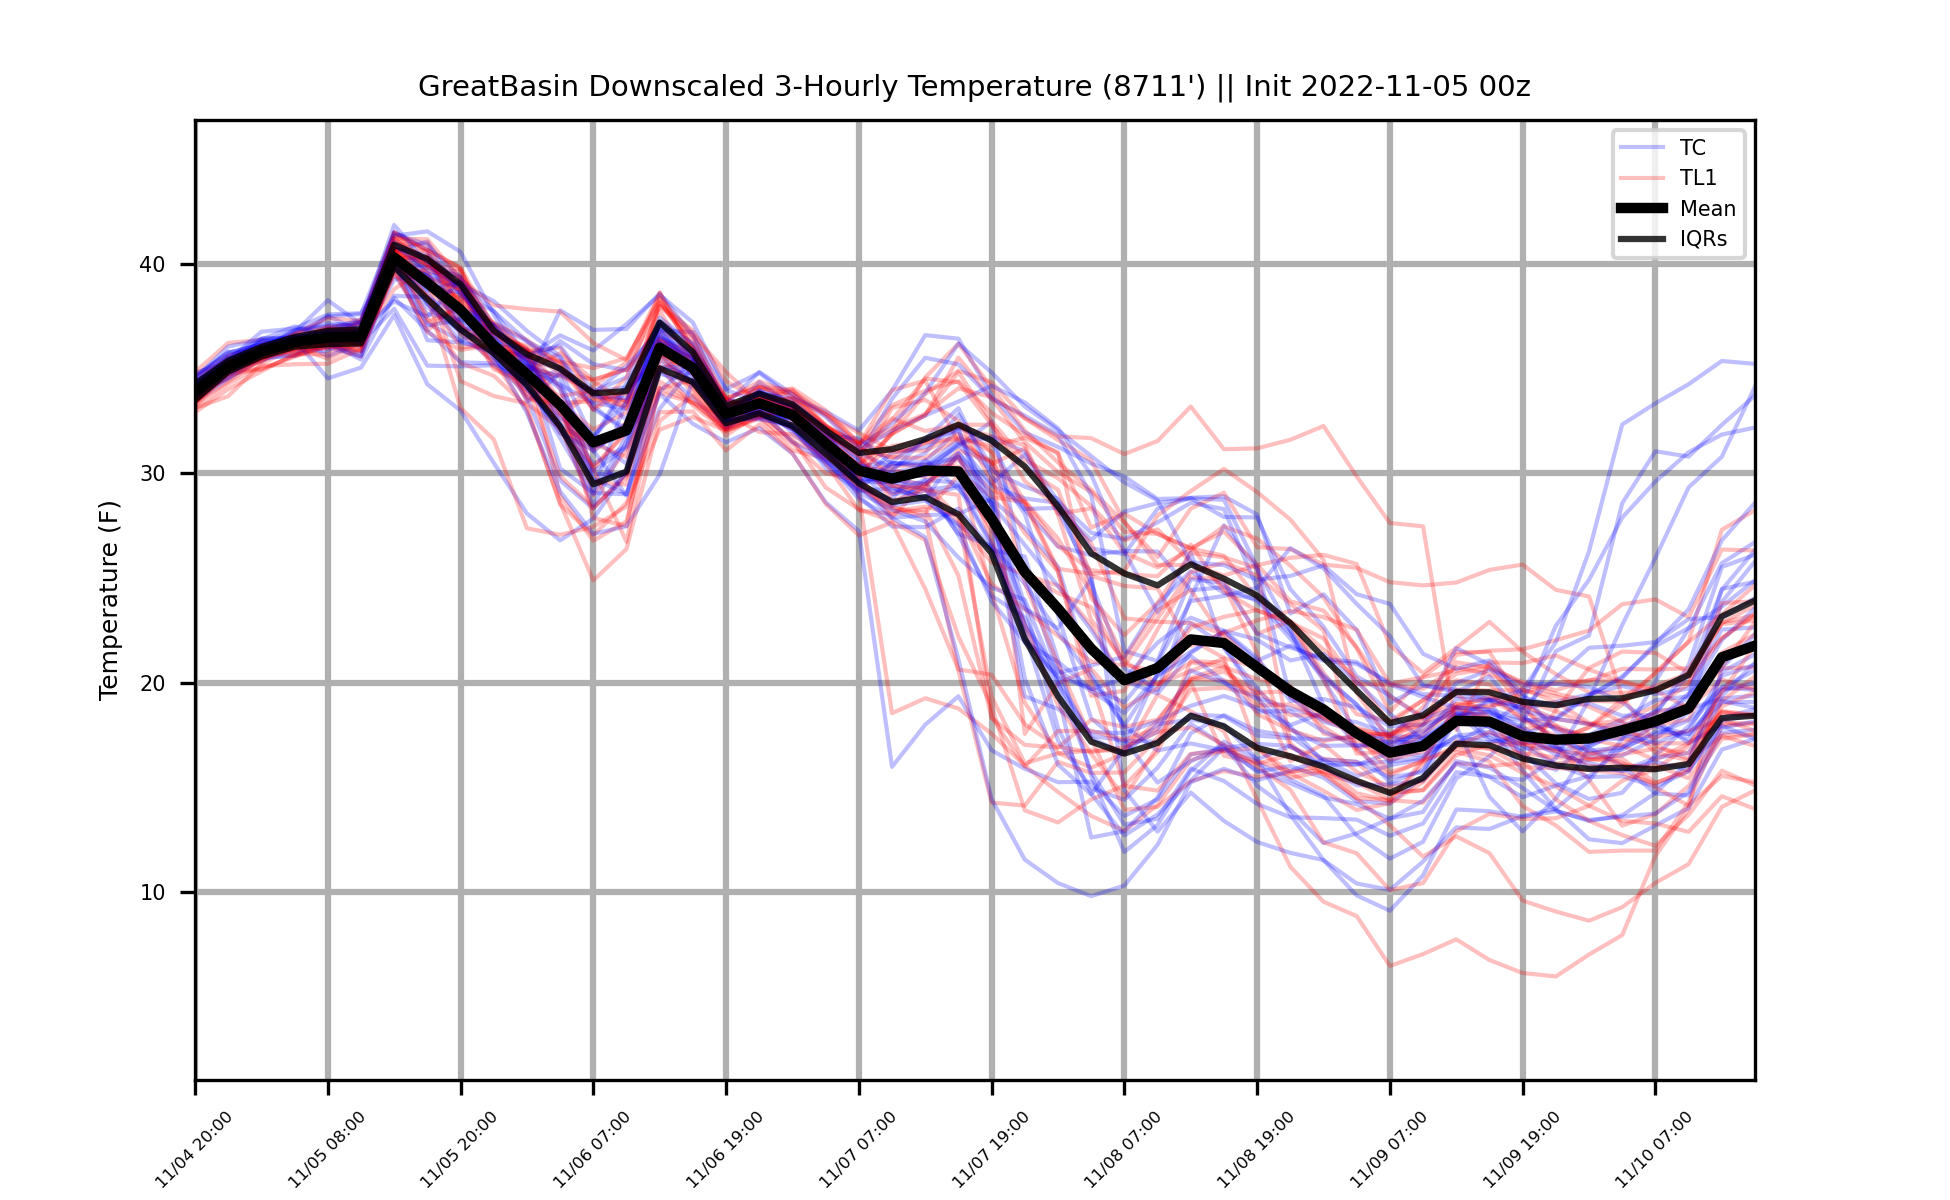 GreatBasin Downscaled 3-Hourly Temperature (8711') || Init 2022-11-05 00z
TC
TL1
Mean
IQRs
Temperature (F)
40
30
20
10
11/04 20:00
11/05 08:00
11/05 20:00
11/06 07:00
11/06 19:00
11/07 07:00
11/07 19:00
11/08 07:00
11/08 19:00
11/09 07:00
11/09 19:00
11/10 07:00